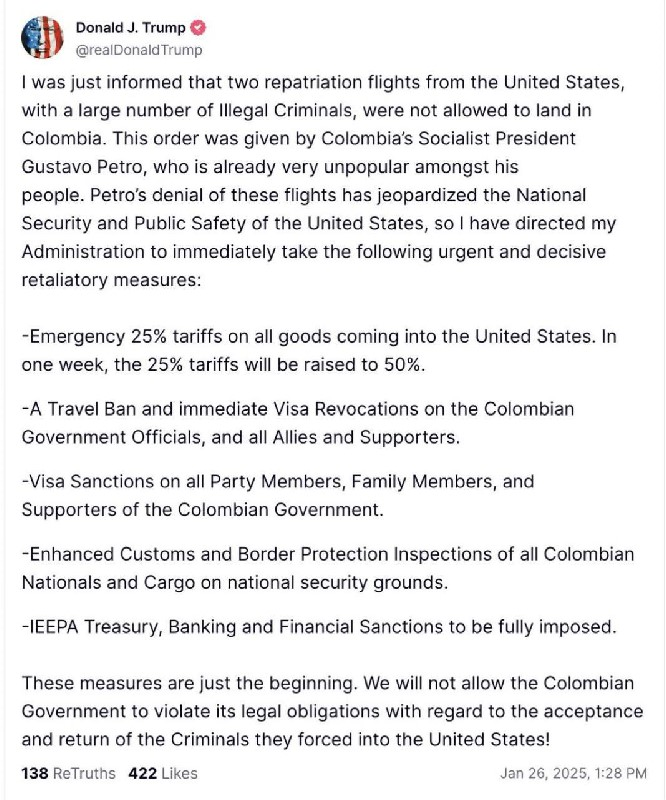 Donald J. Trump
@realDonaldTrump
I was just informed that two repatriation flights from the United States,
with a large number of Illegal Criminals, were not allowed to land in
Colombia. This order was given by Colombia's Socialist President
Gustavo Petro, who is already very unpopular amongst his
people. Petro's denial of these flights has jeopardized the National
Security and Public Safety of the United States, so I have directed my
Administration to immediately take the following urgent and decisive
retaliatory measures:
-Emergency 25% tariffs on all goods coming into the United States. In
one week, the 25% tariffs will be raised to 50%.
-A Travel Ban and immediate Visa Revocations on the Colombian
Government Officials, and all Allies and Supporters.
-Visa Sanctions on all Party Members, Family Members, and
Supporters of the Colombian Government.
-Enhanced Customs and Border Protection Inspections of all Colombian
Nationals and Cargo on national security grounds.
-IEEPA Treasury, Banking and Financial Sanctions to be fully imposed.
These measures are just the beginning. We will not allow the Colombian
Government to violate its legal obligations with regard to the acceptance
and return of the Criminals they forced into the United States!
138 ReTruths 422 Likes Jan 26, 2025, 1:28 PM